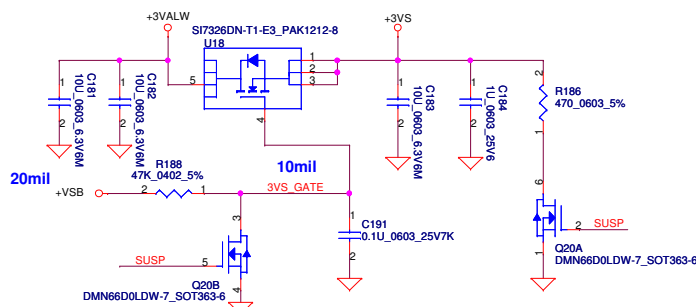 +3VALW
SI7326DN-T1-E3_PAK1212-8
U18
+3VS
1
2
3
5
4
1
C181
10U_0603_6.3V6M
2
1
C182
10U_0603_6.3V6M
2
1
C183
10U_0603_6.3V6M
2
1
C184
1U_0603_25V6
2
2
R186
470_0603_5%
1
20mil
R188
47K_0402_5%
10mil
+VSB
2
1
3VS_GATE
3
SUSP
5
4
Q20B
DMN66D0LDW-7_SOT363-6
1
C191
0.1U_0603_25V7K
2
6
SUSP
2
1
Q20A
DMN66D0LDW-7_SOT363-6